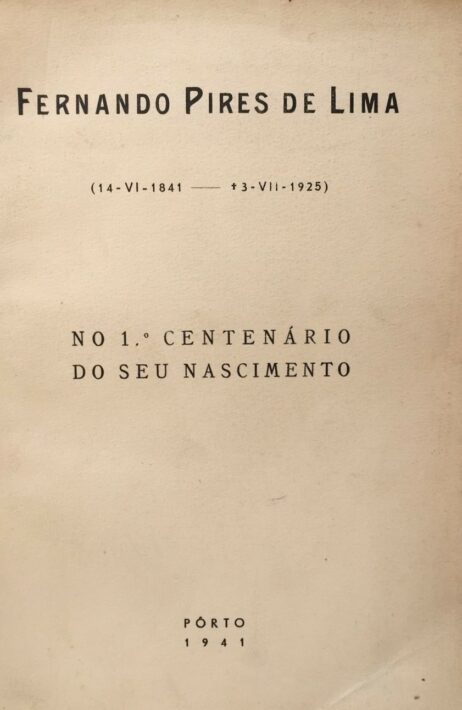 FERNANDO PIRES DE LIMA
(14-VI-1841 — †3-VII-1925)
NO 1.º CENTENÁRIO
DO SEU NASCIMENTO
PÔRTO
1941